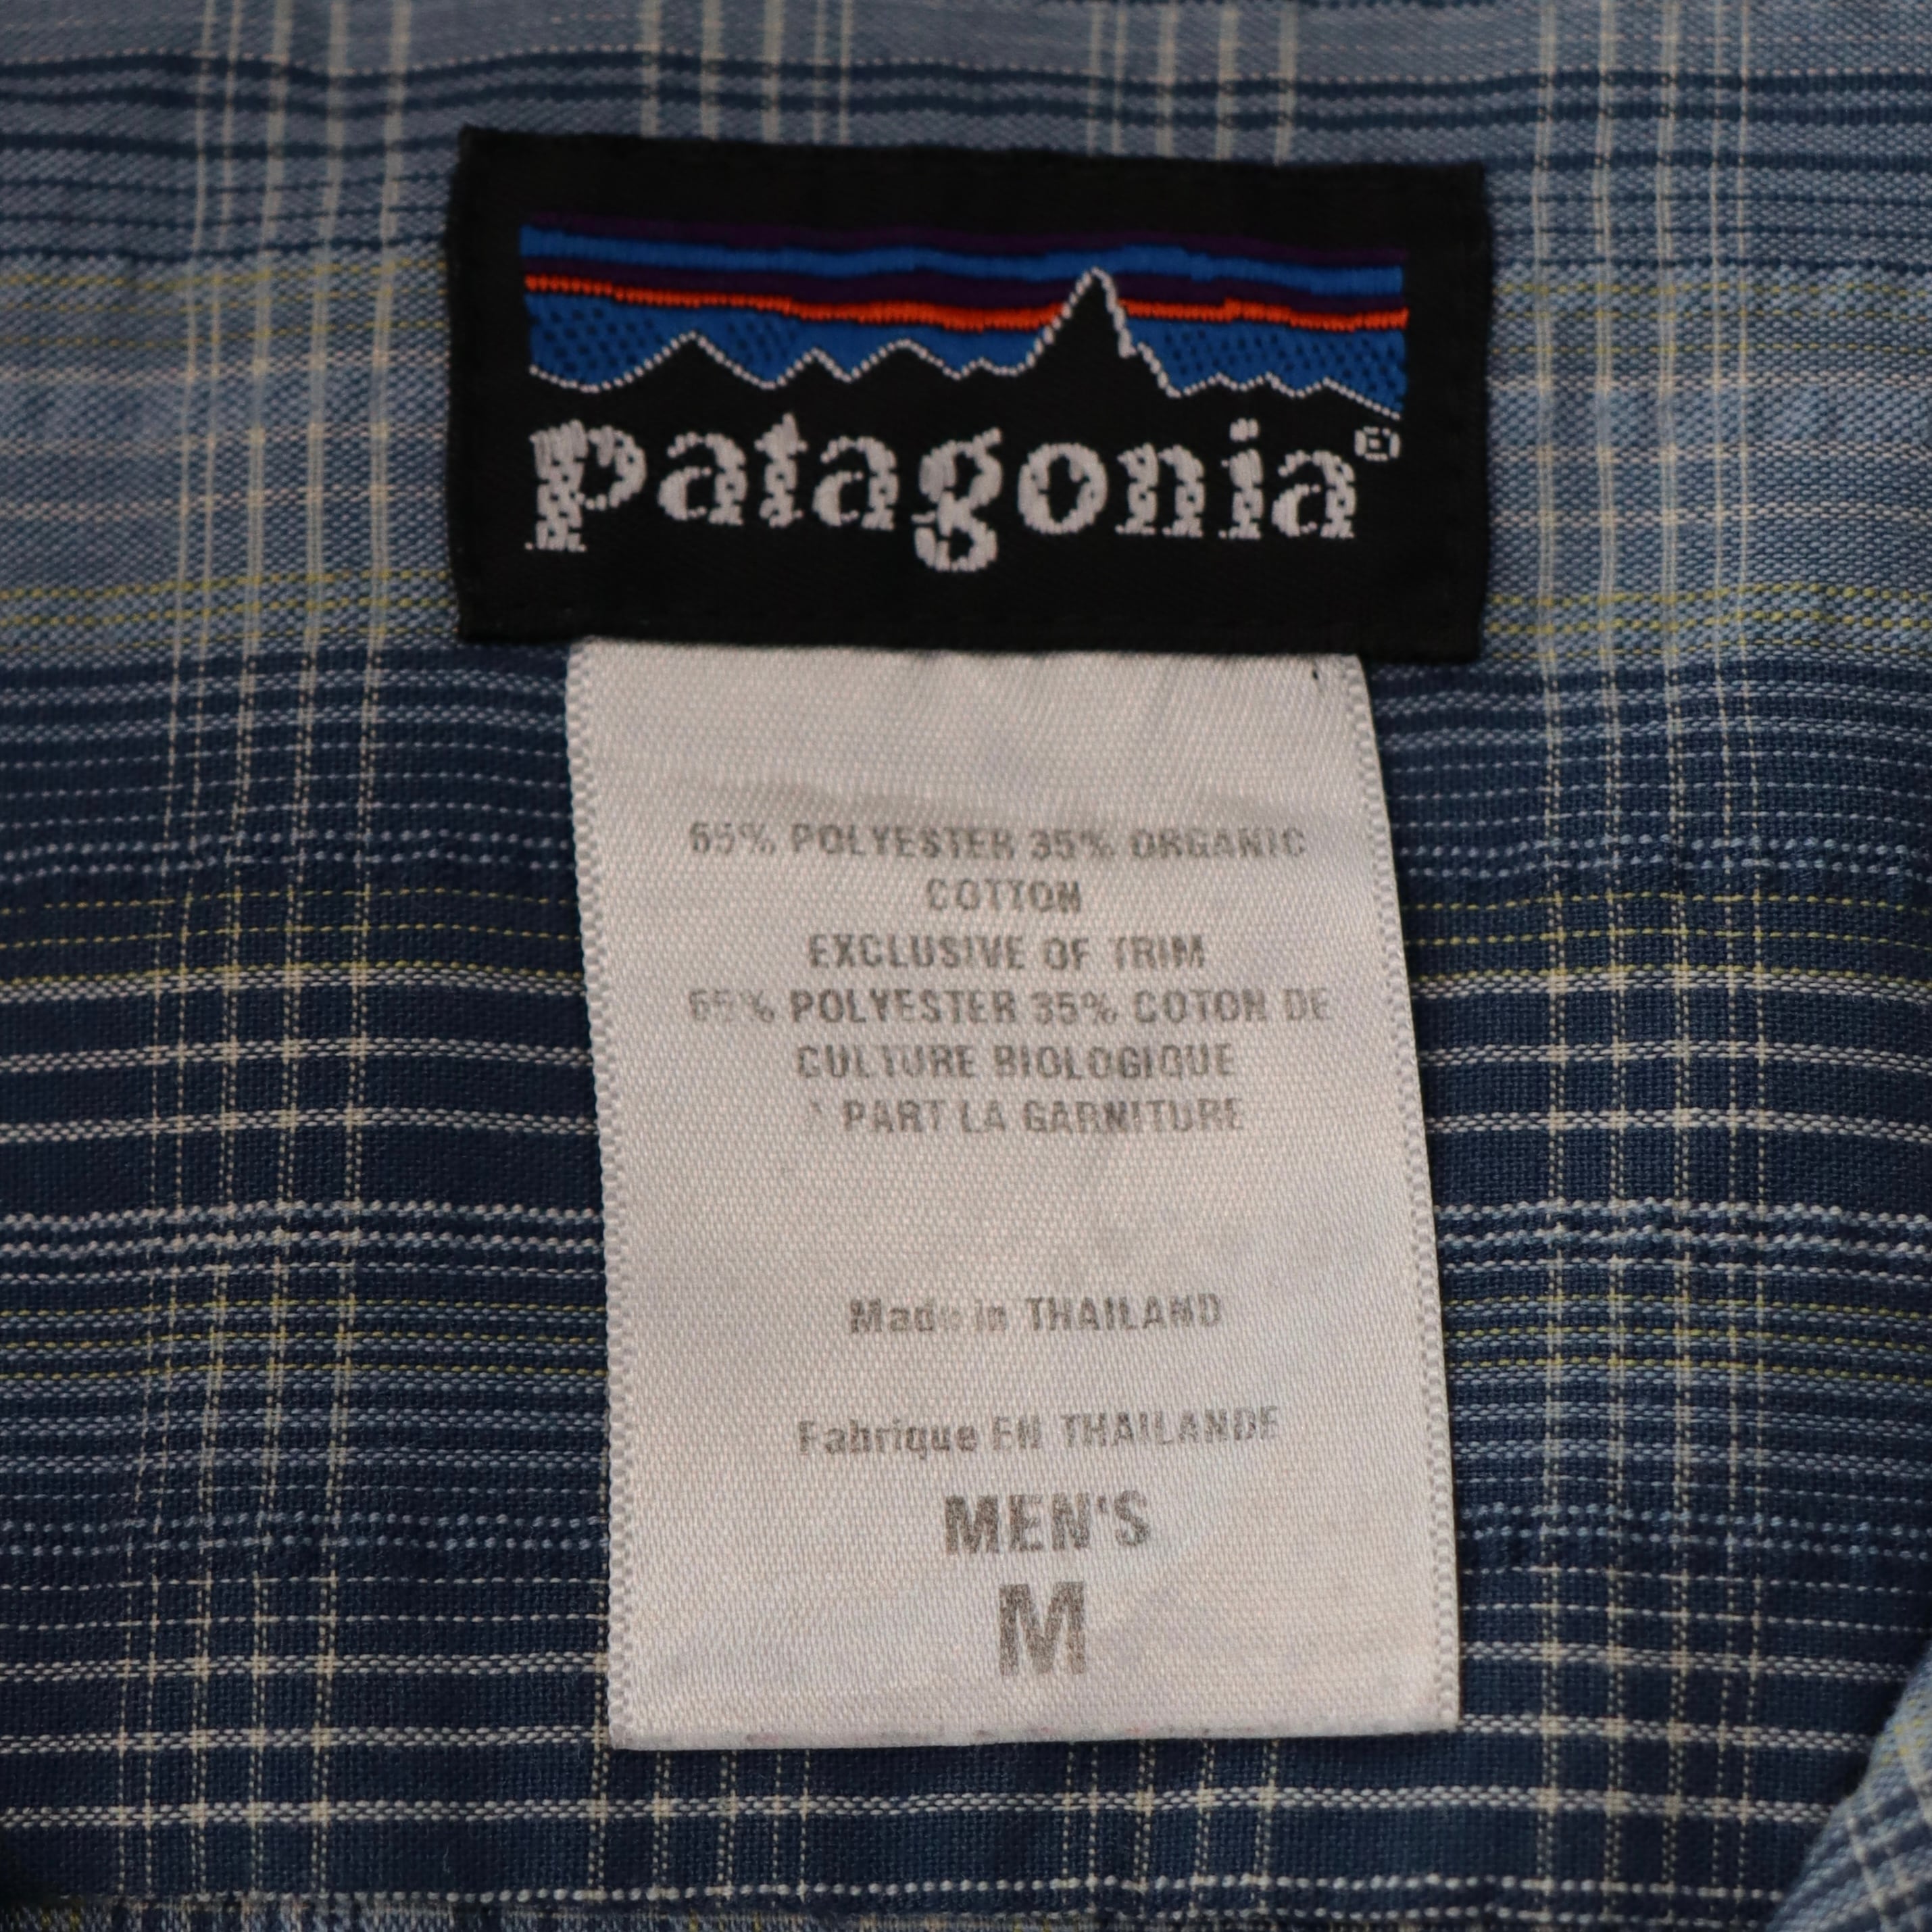 patagonia®
65% POLYESTER 35% ORGANIC
COTTON
EXCLUSIVE OF TRIM
65% POLYESTER 35% COTON DE
CULTURE BIOLOGIQUE
PART LA GARNITURE
Made in THAILAND
Fabrique EN THAILANDE
MEN'S
M